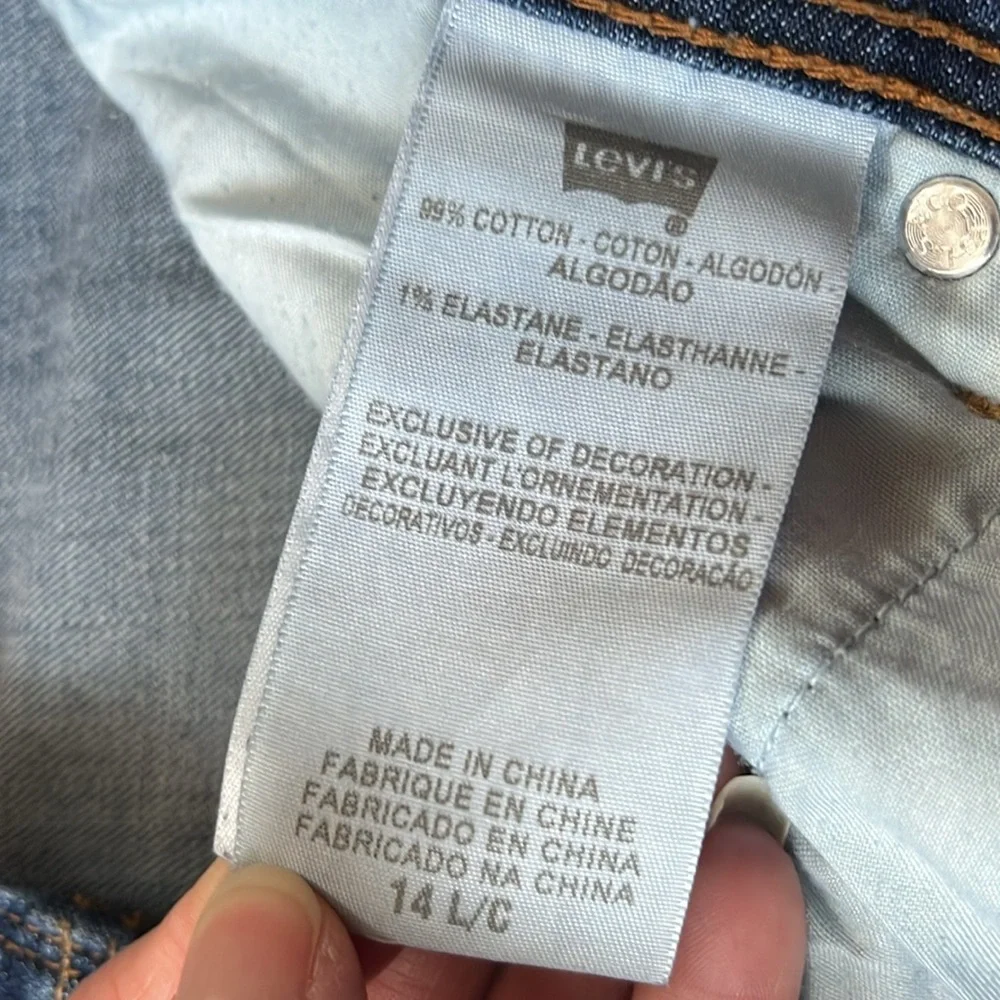 LEVI'S
®
99% COTTON - COTON - ALGODÓN -
ALGODÃO
1% ELASTANE - ELASTHANNE -
ELASTANO
EXCLUSIVE OF DECORATION -
EXCLUANT L'ORNEMENTATION -
EXCLUYENDO ELEMENTOS
DECORATIVOS - EXCLUINDO DECORAÇÃO
MADE IN CHINA
FABRIQUÉ EN CHINE
FABRICADO EN CHINA
FABRICADO NA CHINA
14 L/C